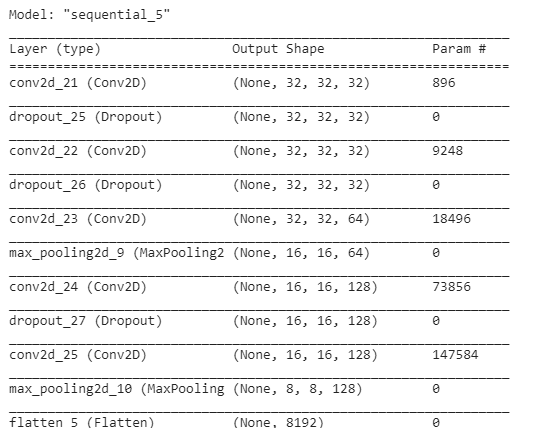 Model: "sequential_5"
Layer (type) Output Shape Param #
conv2d_21 (Conv2D) (None, 32, 32, 32) 896
dropout_25 (Dropout) (None, 32, 32, 32) 0
conv2d_22 (Conv2D) (None, 32, 32, 32) 9248
dropout_26 (Dropout) (None, 32, 32, 32) 0
conv2d_23 (Conv2D) (None, 32, 32, 64) 18496
max_pooling2d_9 (MaxPooling2 (None, 16, 16, 64) 0
conv2d_24 (Conv2D) (None, 16, 16, 128) 73856
dropout_27 (Dropout) (None, 16, 16, 128) 0
conv2d_25 (Conv2D) (None, 16, 16, 128) 147584
max_pooling2d_10 (MaxPooling (None, 8, 8, 128) 0
flatten_5 (Flatten) (None, 8192) 0